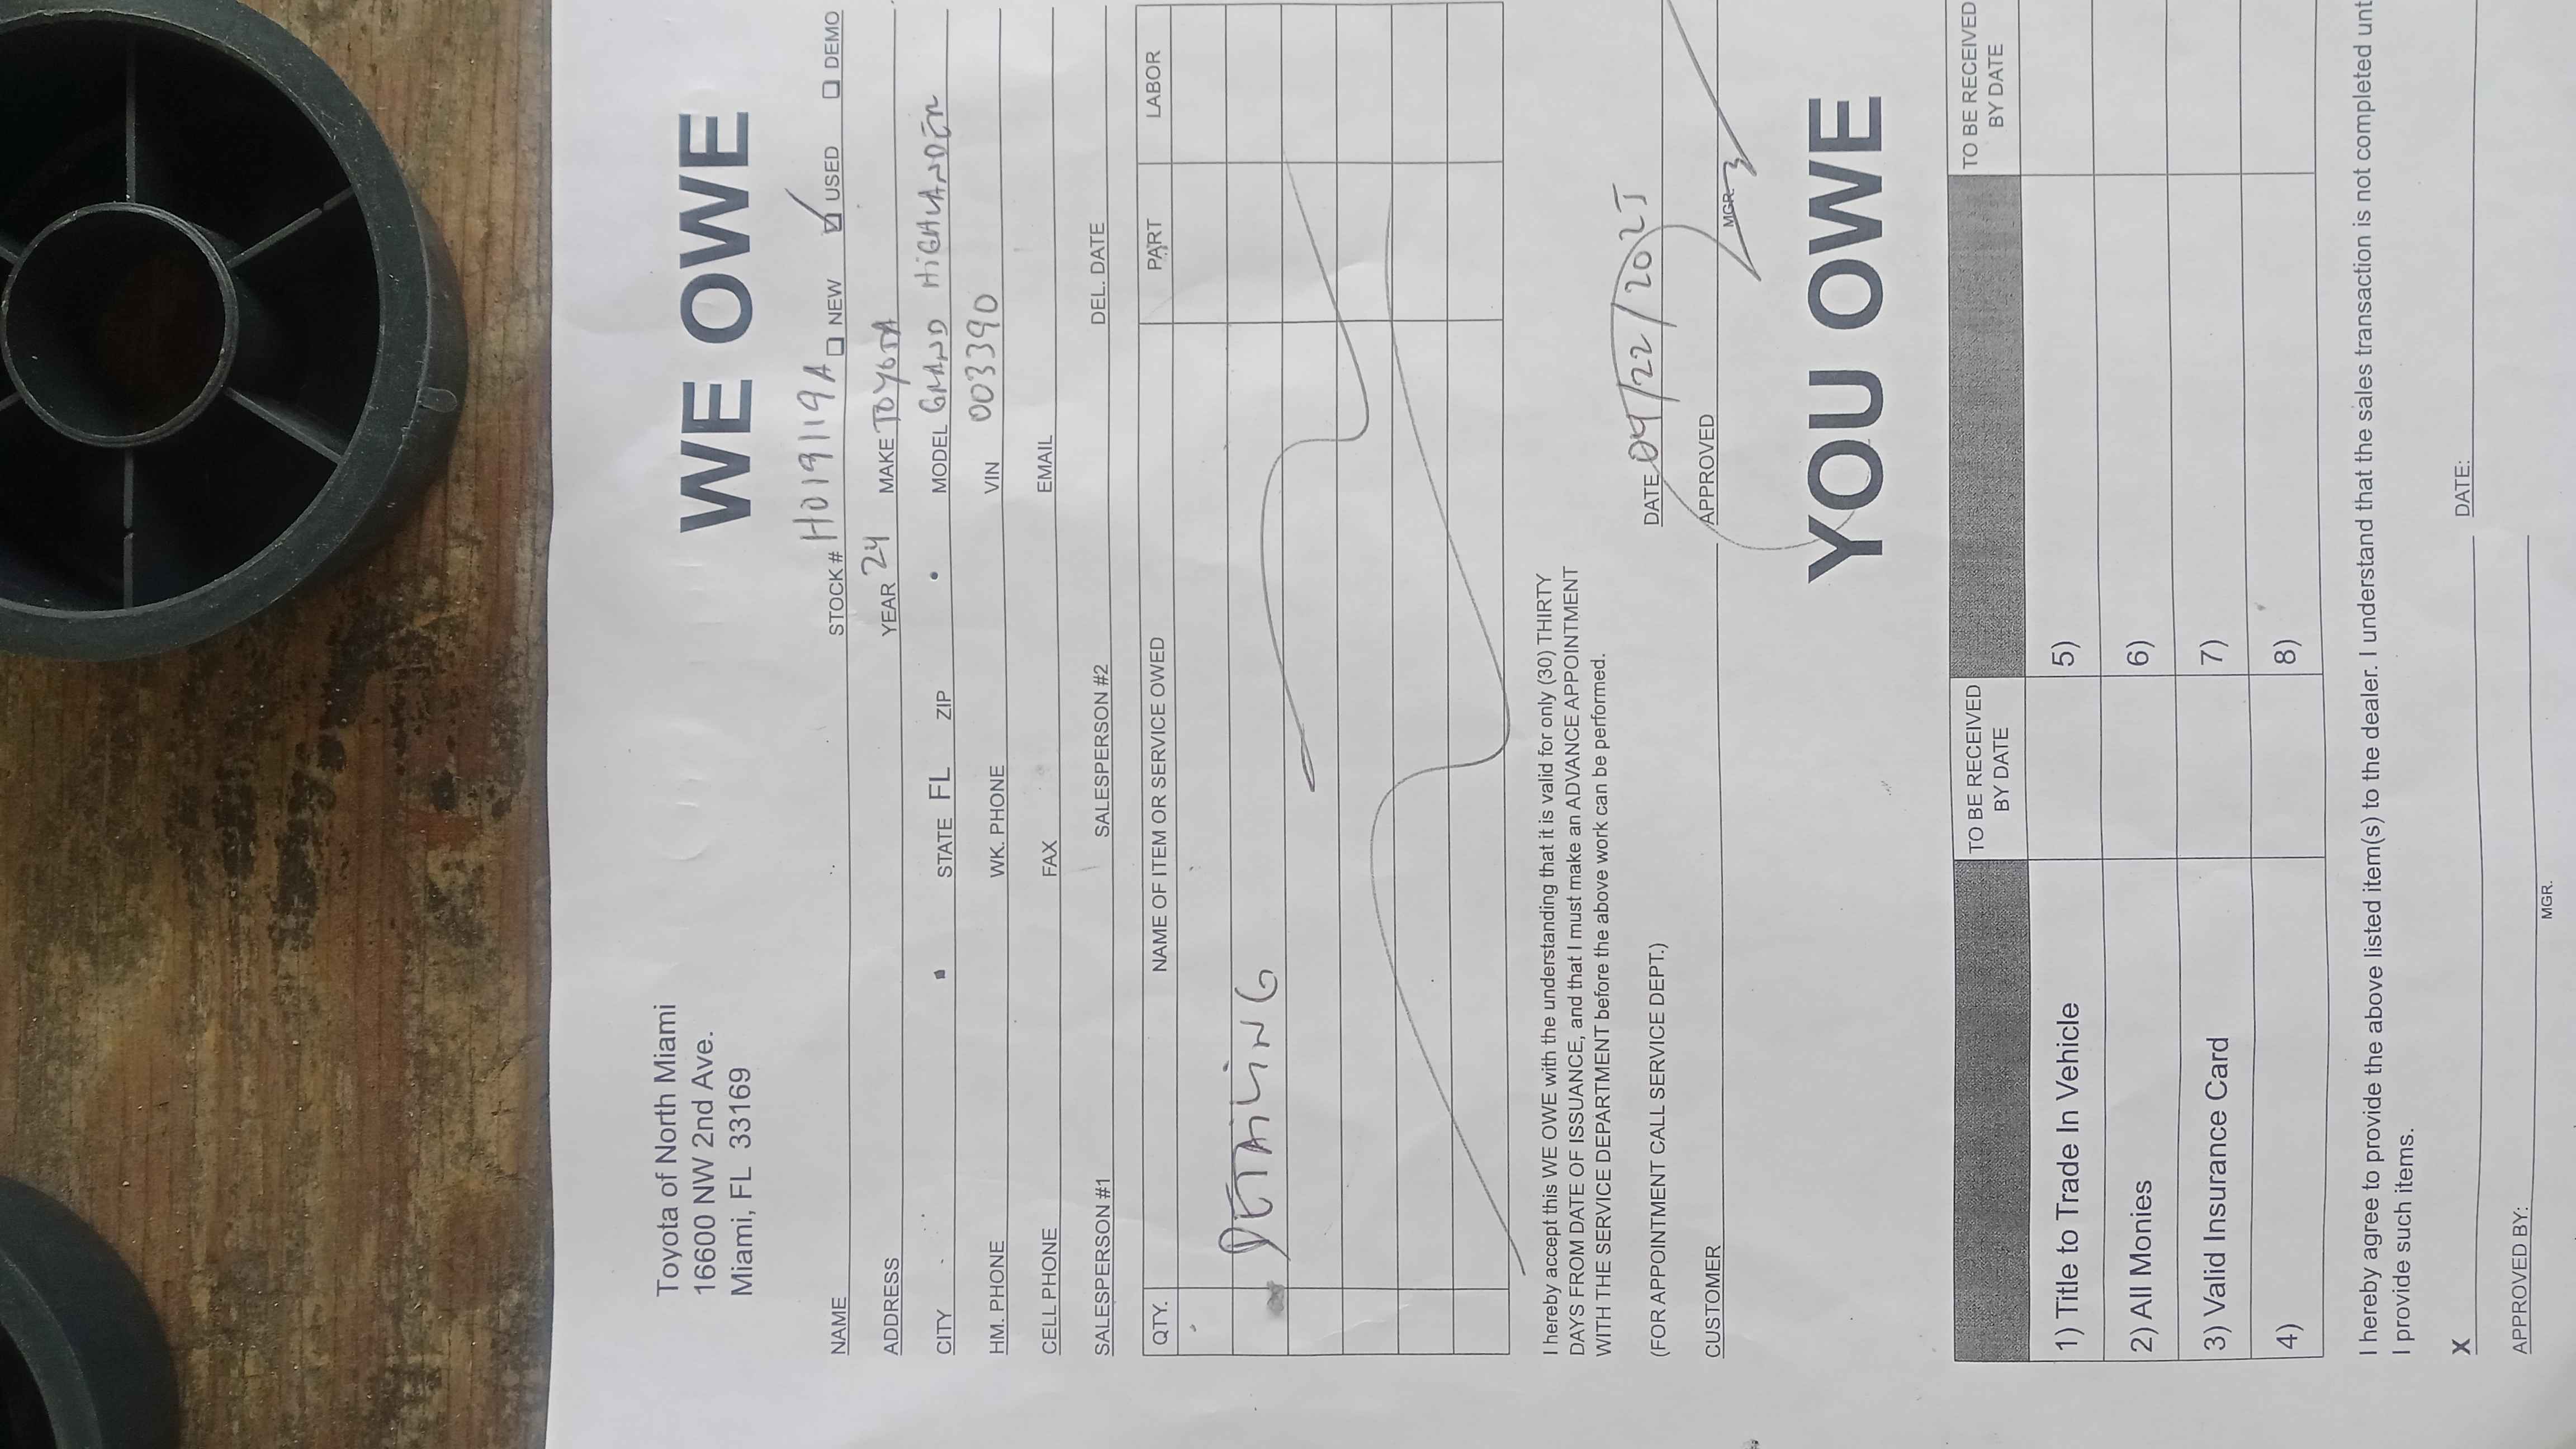 Toyota of North Miami
16600 NW 2nd Ave.
Miami, FL 33169
WE OWE
NAME STOCK # H019119A ☐ NEW ☑ USED ☐ DEMO
ADDRESS YEAR 24 MAKE TOYOTA
CITY STATE FL ZIP MODEL GRAND HIGHLANDER
HM. PHONE WK. PHONE VIN 003390
CELL PHONE FAX EMAIL
SALESPERSON #1 SALESPERSON #2 DEL. DATE
QTY. NAME OF ITEM OR SERVICE OWED PART LABOR
DETAILING
I hereby accept this WE OWE with the understanding that it is valid for only (30) THIRTY
DAYS FROM DATE OF ISSUANCE, and that I must make an ADVANCE APPOINTMENT
WITH THE SERVICE DEPARTMENT before the above work can be performed.
(FOR APPOINTMENT CALL SERVICE DEPT.) DATE 09/22/2025
CUSTOMER APPROVED MGR.
YOU OWE
TO BE RECEIVED BY DATE TO BE RECEIVED BY DATE
1) Title to Trade In Vehicle 5)
2) All Monies 6)
3) Valid Insurance Card 7)
4) 8)
I hereby agree to provide the above listed item(s) to the dealer. I understand that the sales transaction is not completed unt
I provide such items.
X DATE:
APPROVED BY:
MGR.